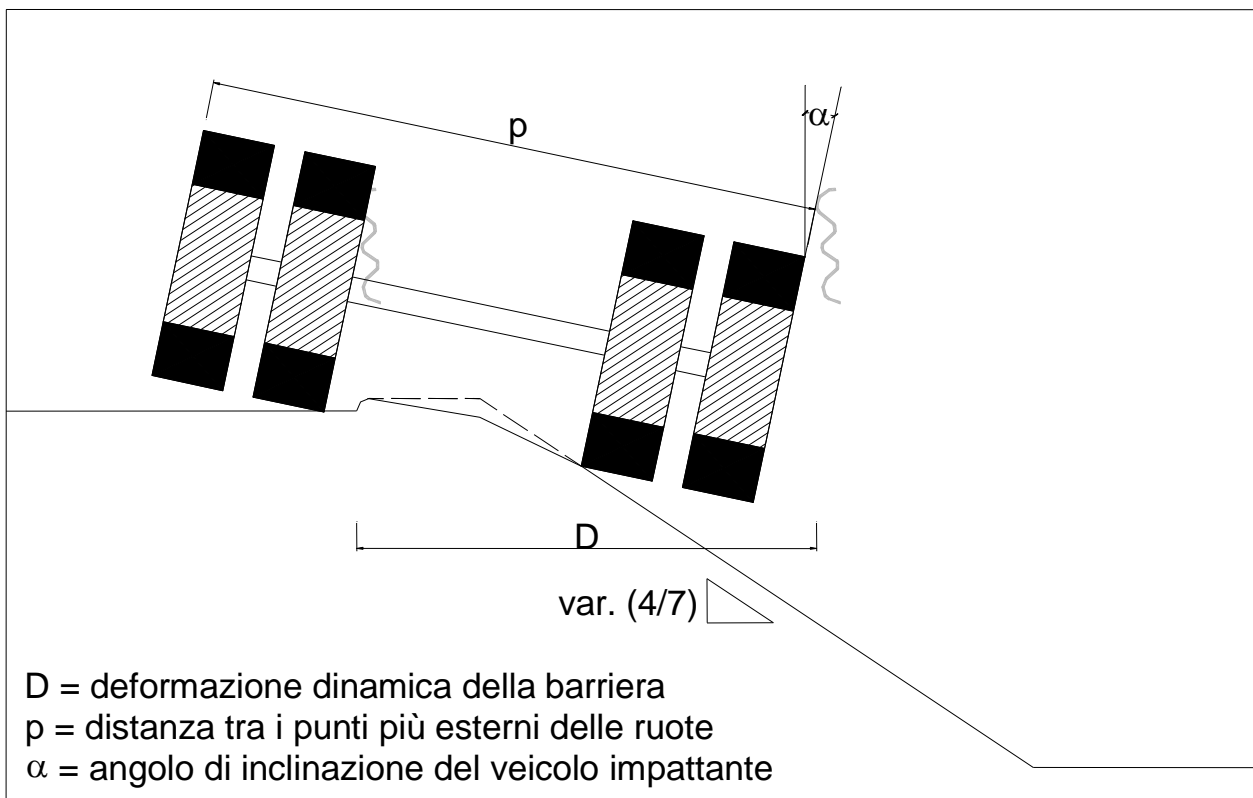 α
p
D
var. (4/7)
D = deformazione dinamica della barriera
p = distanza tra i punti più esterni delle ruote
α = angolo di inclinazione del veicolo impattante